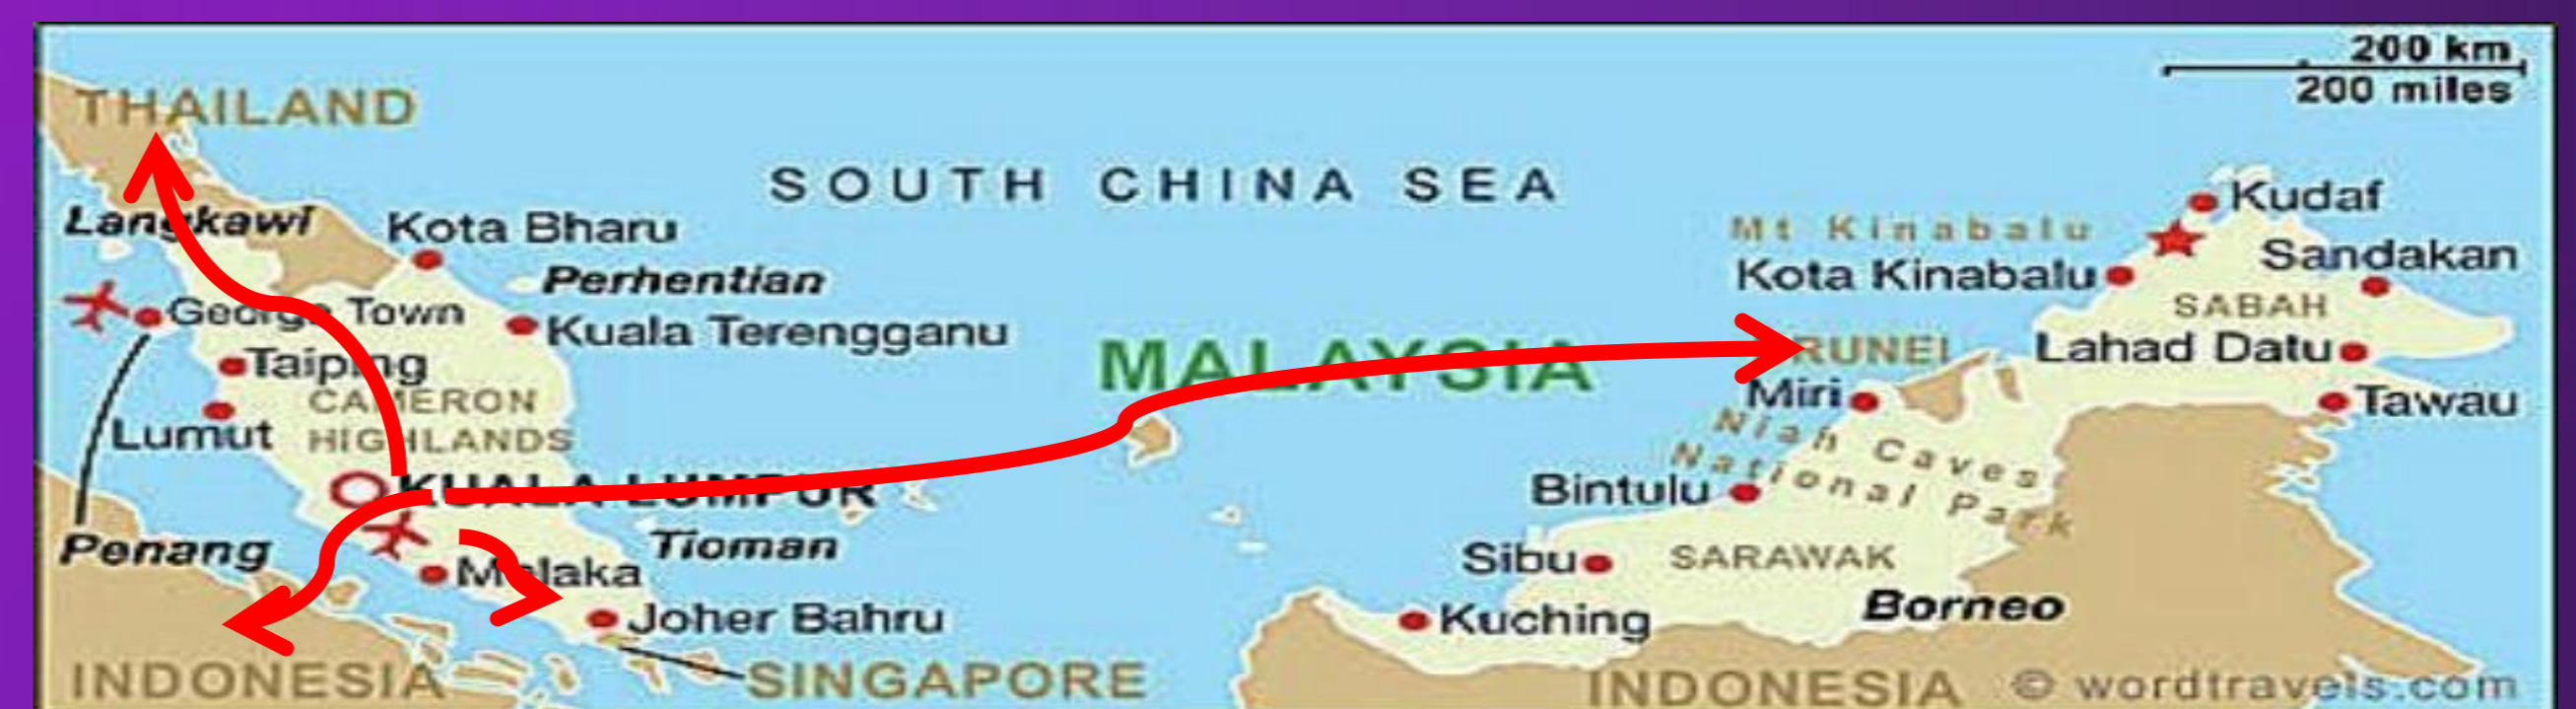 200 km
200 miles
THAILAND
SOUTH CHINA SEA
Langkawi
Kota Bharu
Perhentian
George Town
Kuala Terengganu
Taiping
CAMERON
HIGHLANDS
Lumut
KUALA LUMPUR
Penang
Tioman
Melaka
Joher Bahru
INDONESIA
SINGAPORE
MALAYSIA
Kudaf
Mt Kinabalu
Kota Kinabalu
Sandakan
SABAH
RUNEI
Lahad Datu
Miri
Tawau
Niah Caves
National Park
Bintulu
Sibu
SARAWAK
Kuching
Borneo
INDONESIA
© wordtravels.com